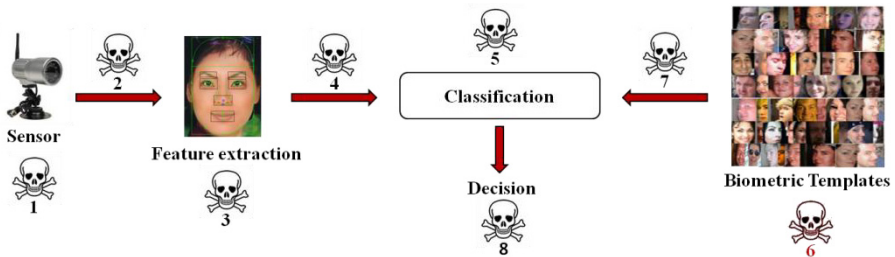 5
2
4
7
Classification
Sensor
Feature extraction
Decision
Biometric Templates
1
3
8
6